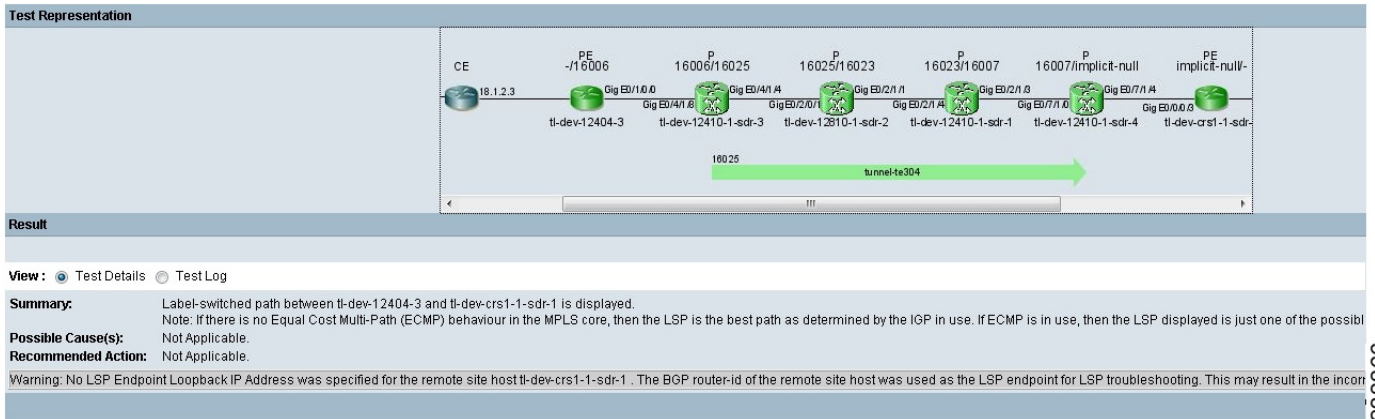 Test Representation
CE
PE
-/16006
P
16006/16025
P
16025/16023
P
16023/16007
P
16007/implicit-null
PE
implicit-null/-
18.1.2.3
Gig E0/1/0.0
Gig E0/4/1.6
Gig E0/4/1/4
Gig E0/2/0/1
Gig E0/2/1/1
Gig E0/2/1/4
Gig E0/2/1/3
Gig E0/7/1.0
Gig E0/7/1/4
Gig E0/0/0/3
tl-dev-12404-3
tl-dev-12410-1-sdr-3
tl-dev-12810-1-sdr-2
tl-dev-12410-1-sdr-1
tl-dev-12410-1-sdr-4
tl-dev-crs1-1-sdr-
16025
tunnel-te304
Result
View : Test Details Test Log
Summary: Label-switched path between tl-dev-12404-3 and tl-dev-crs1-1-sdr-1 is displayed.
Note: If there is no Equal Cost Multi-Path (ECMP) behaviour in the MPLS core, then the LSP is the best path as determined by the IGP in use. If ECMP is in use, then the LSP displayed is just one of the possibl
Possible Cause(s): Not Applicable.
Recommended Action: Not Applicable.
Warning: No LSP Endpoint Loopback IP Address was specified for the remote site host tl-dev-crs1-1-sdr-1 . The BGP router-id of the remote site host was used as the LSP endpoint for LSP troubleshooting. This may result in the incorr